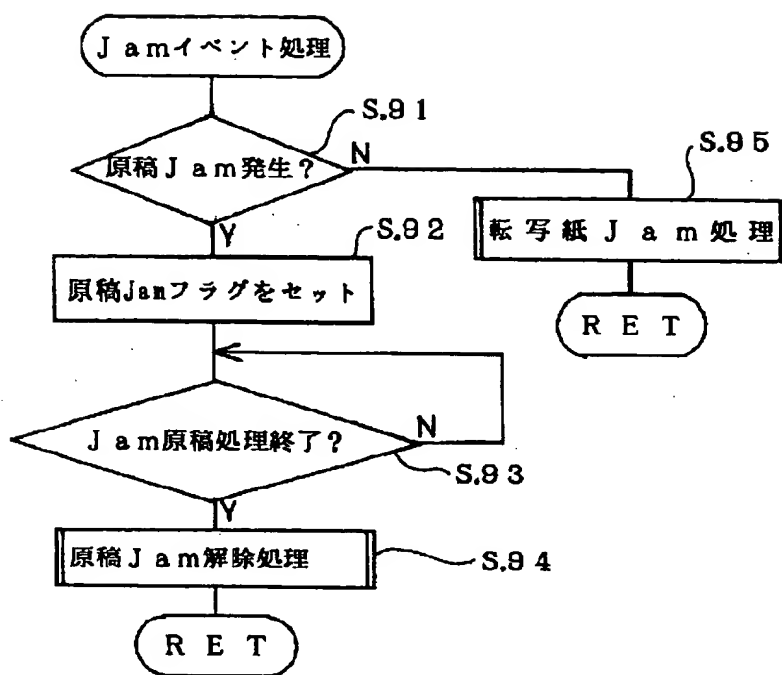 Jamイベント処理
S.91
原稿Jam発生?
N
S.95
Y
S.92
転写紙Jam処理
原稿Jamフラグをセット
RET
Jam原稿処理終了?
N
S.93
Y
原稿Jam解除処理
S.94
RET